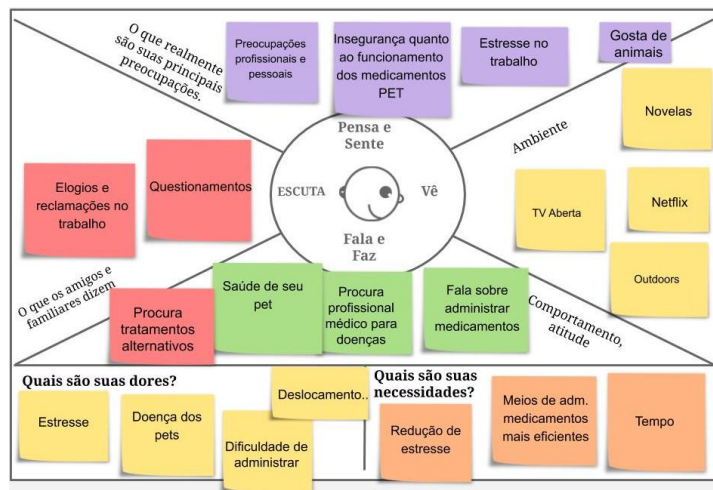 O que realmente
são suas principais
preocupações.
Preocupações
profissionais e
pessoais
Insegurança quanto
ao funcionamento
dos medicamentos
PET
Estresse no
trabalho
Gosta de
animais
Pensa e
Sente
ESCUTA
Vê
Fala e
Faz
Ambiente
Novelas
TV Aberta
Netflix
Outdoors
Elogios e
reclamações no
trabalho
Questionamentos
O que os amigos e
familiares dizem
Procura
tratamentos
alternativos
Saúde de seu
pet
Procura
profissional
médico para
doenças
Fala sobre
administrar
medicamentos
Comportamento,
atitude
Quais são suas dores?
Estresse
Doença dos
pets
Dificuldade de
administrar
Deslocamento..
Quais são suas
necessidades?
Redução de
estresse
Meios de adm.
medicamentos
mais eficientes
Tempo